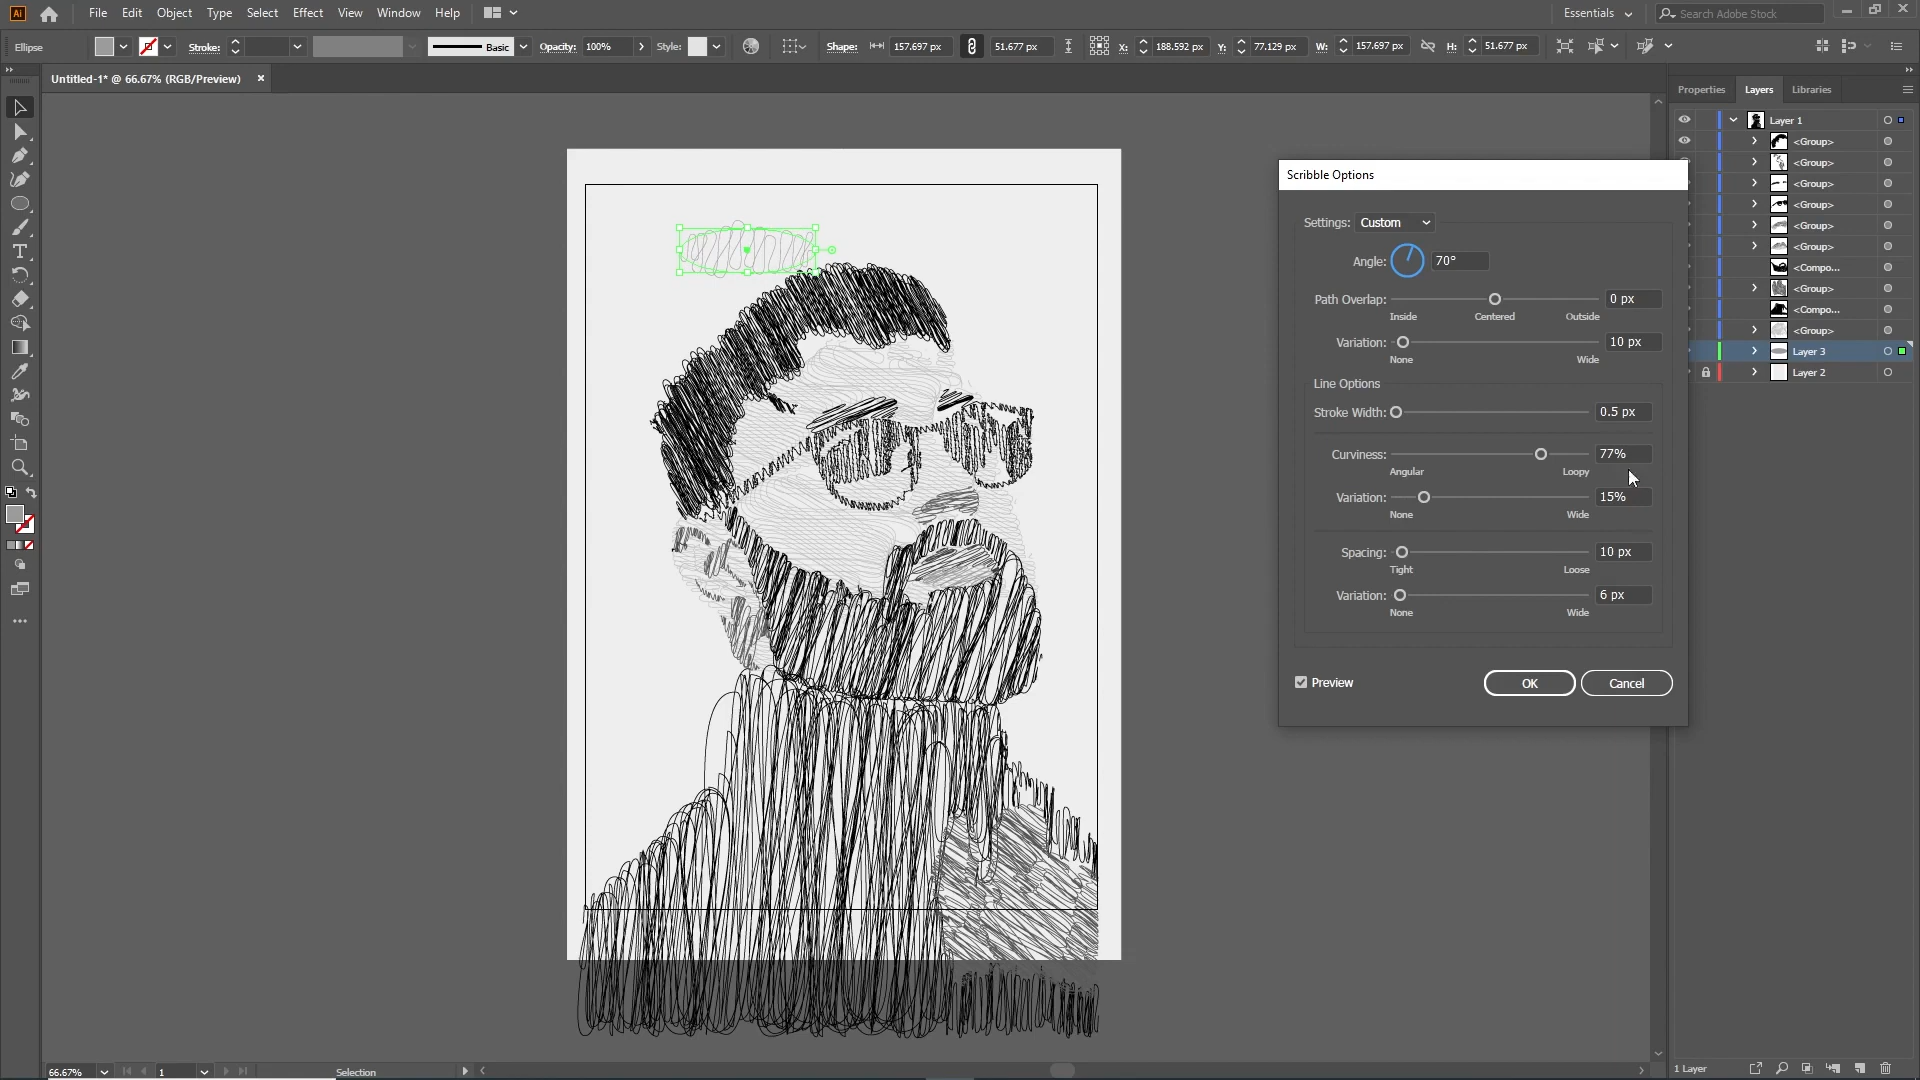 Ai File Edit Object Type Select Effect View Window Help Essentials Search Adobe Stock
Ellipse Stroke: Basic Opacity: 100% Style: Shape: 157.697 px 51.677 px X: 188.592 px Y: 77.129 px W: 157.697 px H: 51.677 px
Untitled-1* @ 66.67% (RGB/Preview) ×
Properties Layers Libraries
Layer 1
<Group>
<Group>
<Group>
<Group>
<Group>
<Group>
<Compo...
<Group>
<Compo...
<Group>
Layer 3
Layer 2
Scribble Options
Settings: Custom
Angle: 70°
Path Overlap: 0 px
Inside Centered Outside
Variation: 10 px
None Wide
Line Options
Stroke Width: 0.5 px
Curviness: 77%
Angular Loopy
Variation: 15%
None Wide
Spacing: 10 px
Tight Loose
Variation: 6 px
None Wide
Preview OK Cancel
66.67% 1 Selection
1 Layer